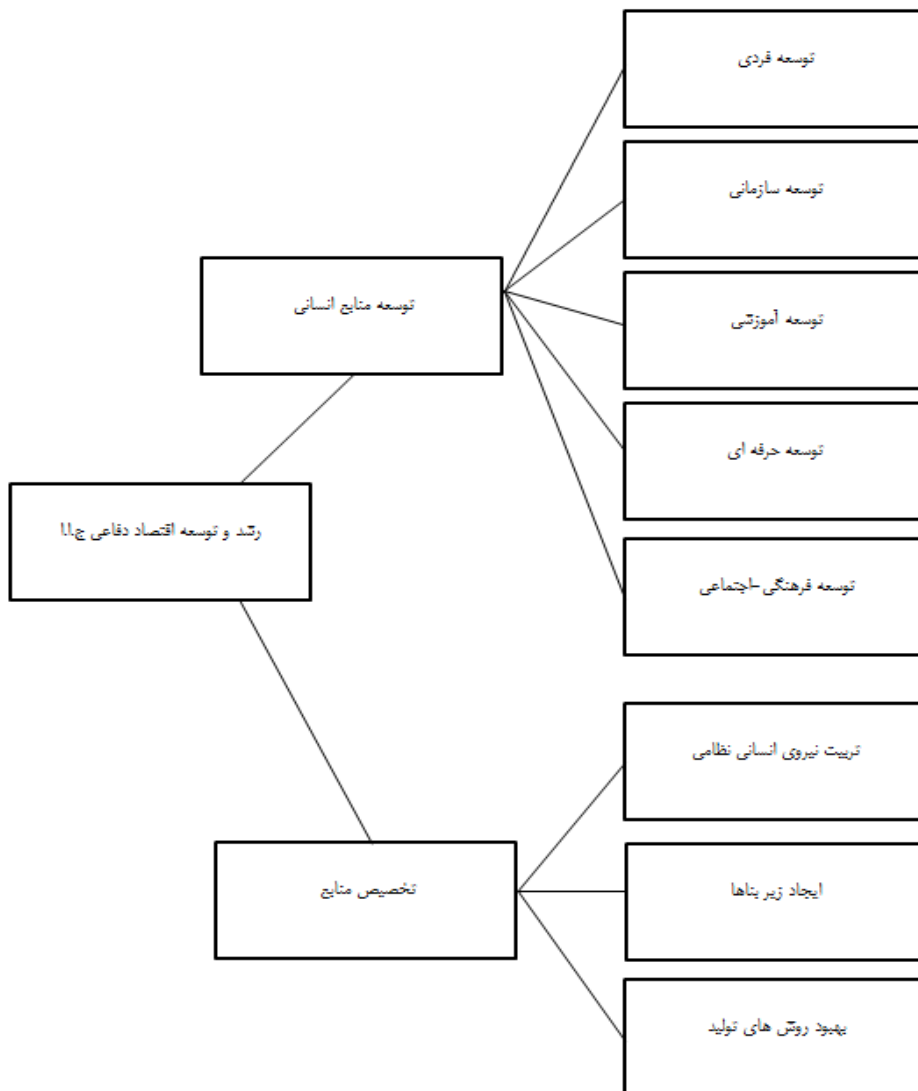 توسعه فردی
توسعه سازمانی
توسعه منابع انسانی
توسعه آموزشی
توسعه حرفه ای
رشد و توسعه اقتصاد دفاعی ج.ا.ا
توسعه فرهنگی-اجتماعی
تربیت نیروی انسانی نظامی
تخصیص منابع
ایجاد زیر بناها
بهبود روش های تولید